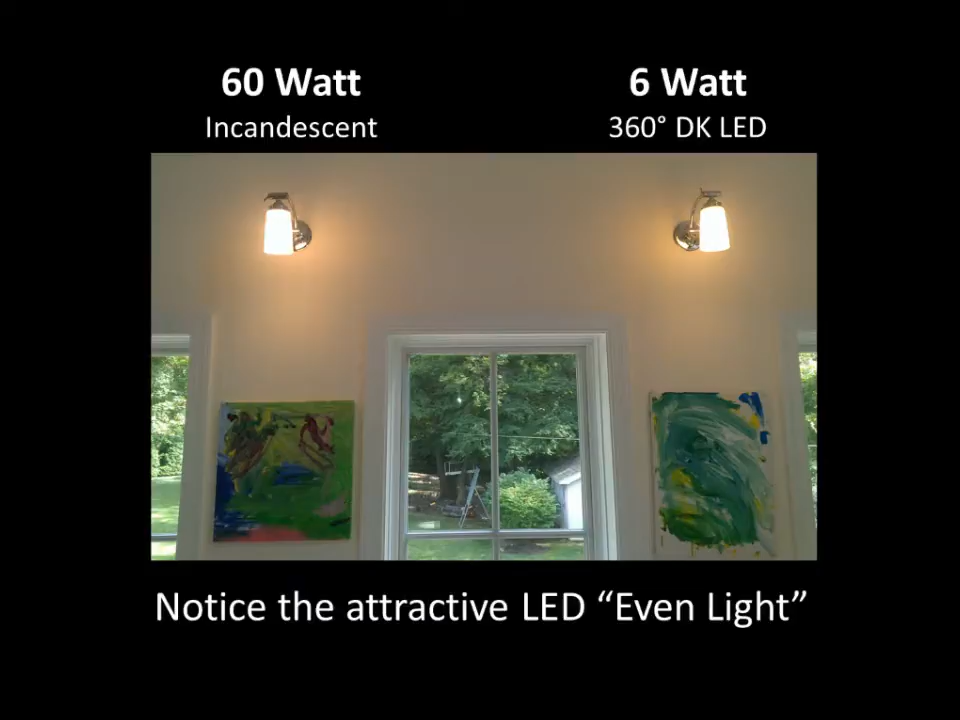 60 Watt
Incandescent
6 Watt
360° DK LED
Notice the attractive LED “Even Light”